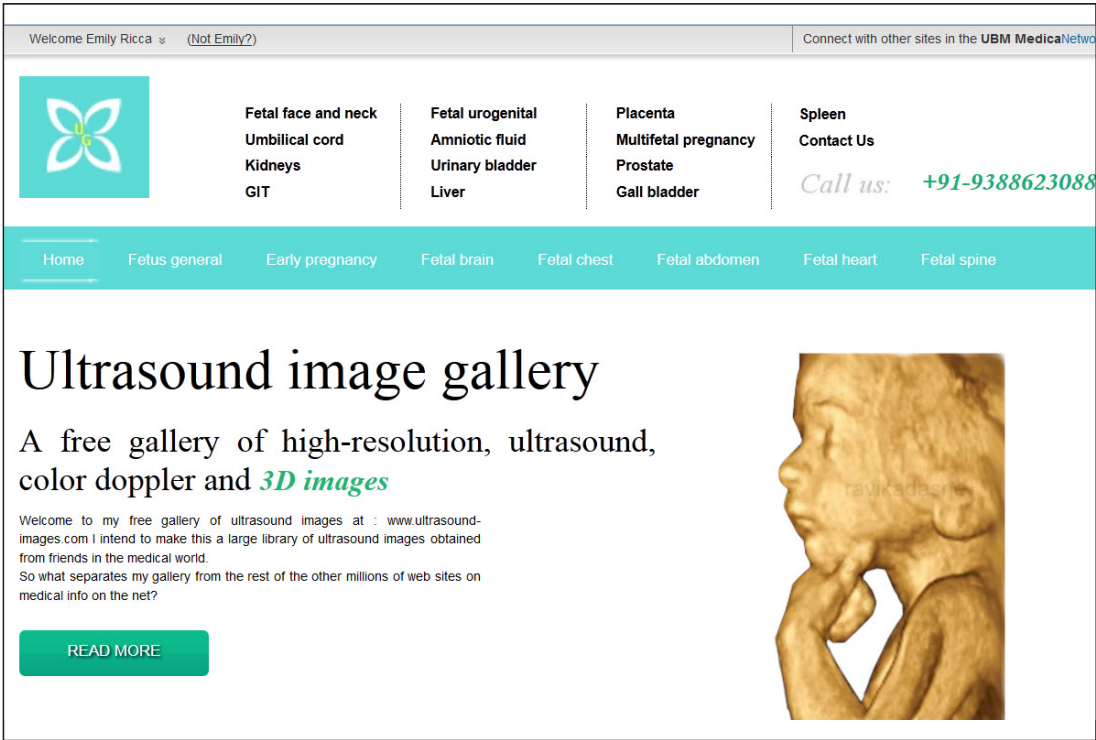 Welcome Emily Ricca (Not Emily?)
Connect with other sites in the UBM MedicaNetwo
UG
Fetal face and neck
Umbilical cord
Kidneys
GIT
Fetal urogenital
Amniotic fluid
Urinary bladder
Liver
Placenta
Multifetal pregnancy
Prostate
Gall bladder
Spleen
Contact Us
Call us: +91-9388623088
Home Fetus general Early pregnancy Fetal brain Fetal chest Fetal abdomen Fetal heart Fetal spine
Ultrasound image gallery
A free gallery of high-resolution, ultrasound,
color doppler and 3D images
Welcome to my free gallery of ultrasound images at : www.ultrasound-
images.com I intend to make this a large library of ultrasound images obtained
from friends in the medical world.
So what separates my gallery from the rest of the other millions of web sites on
medical info on the net?
READ MORE